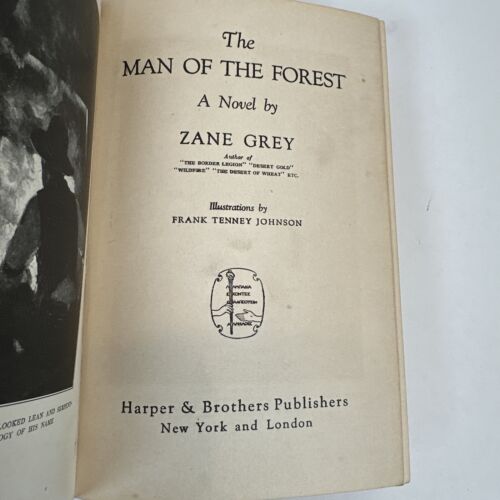 The
MAN OF THE FOREST
A Novel by
ZANE GREY
Author of
"THE BORDER LEGION" "DESERT GOLD"
"WILDFIRE" "THE DESERT OF WHEAT" ETC.
Illustrations by
FRANK TENNEY JOHNSON
Harper & Brothers Publishers
New York and London
LOOKED LEAN AND
OGY OF HIS NAME